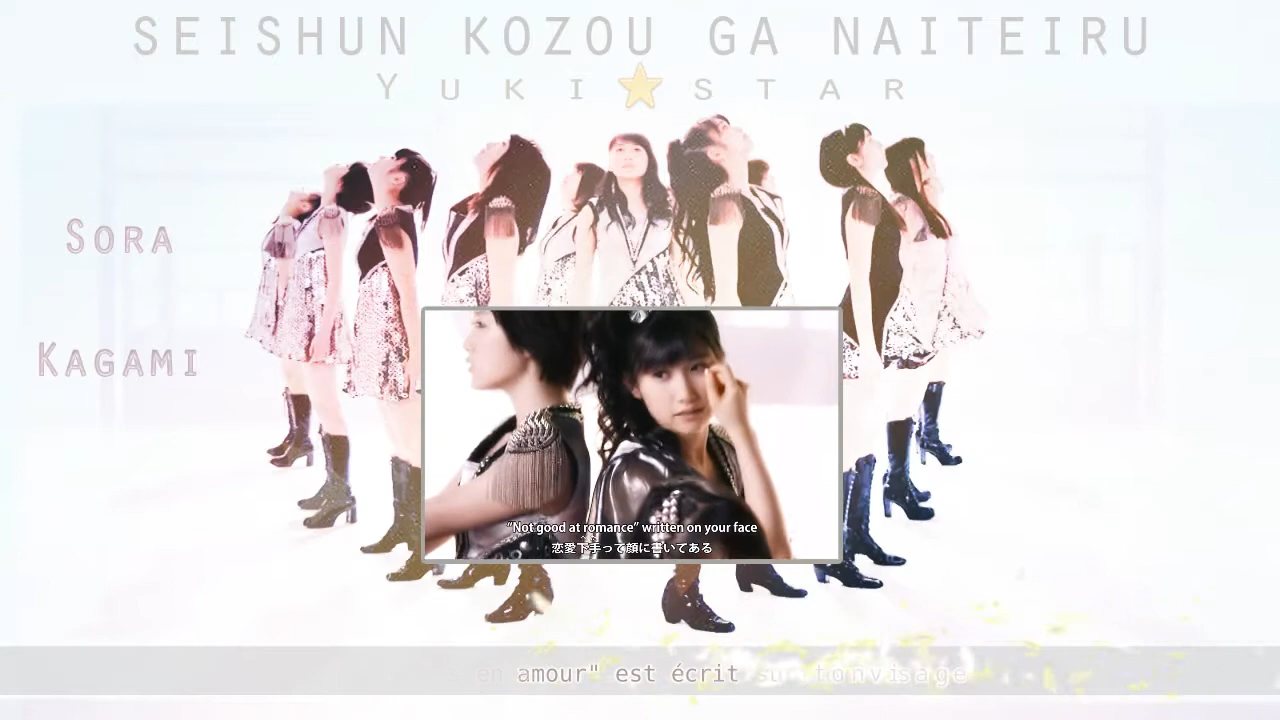 SEISHUN KOZOU GA NAITEIRU
YUKI★STAR
SORA
KAGAMI
"Not good at romance" written on your face
恋愛下手って顔に書いてある
en amour" est écrit sur ton visage